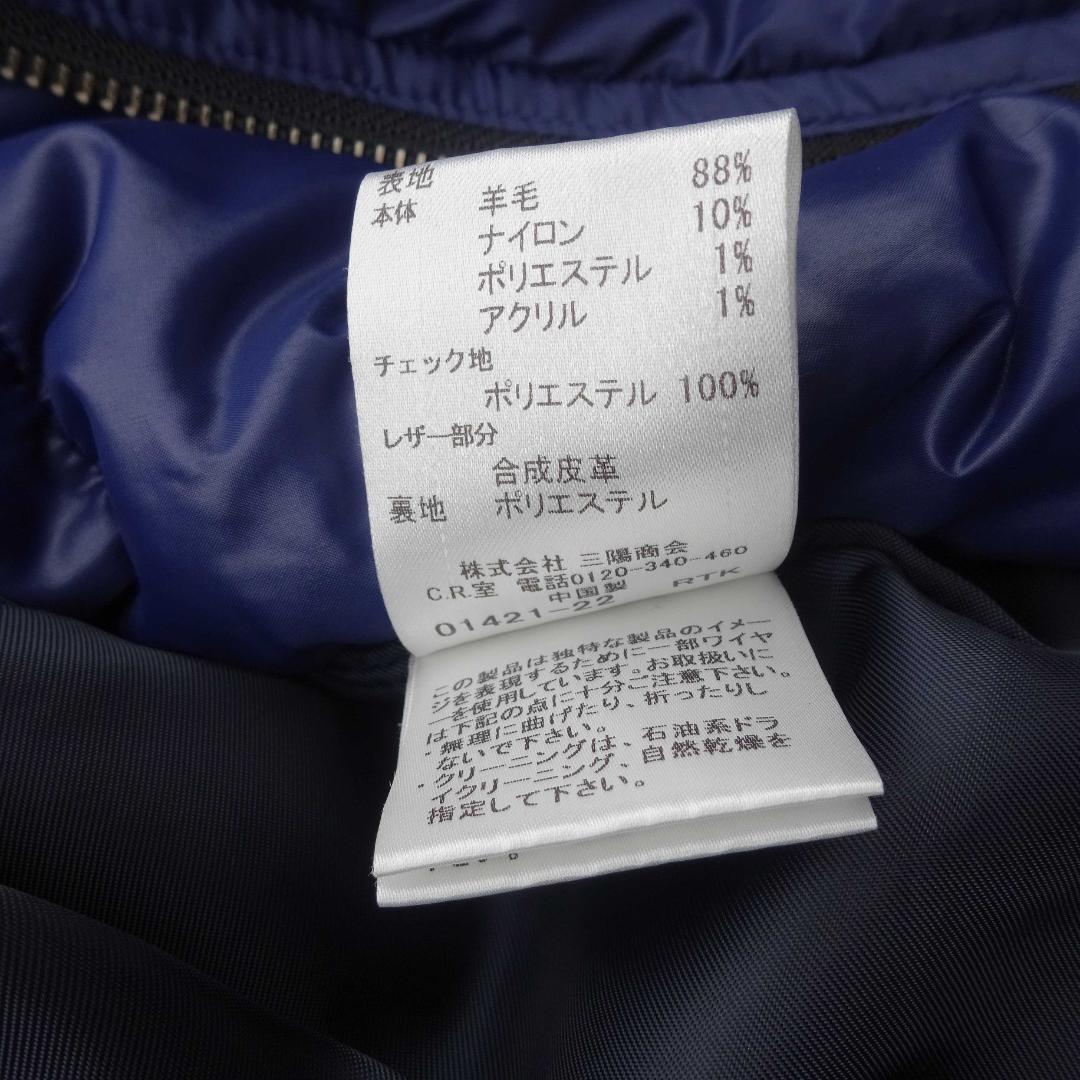 表地
本体 羊毛 88%
ナイロン 10%
ポリエステル 1%
アクリル 1%
チェック地
ポリエステル 100%
レザー部分
合成皮革
裏地 ポリエステル
株式会社 三陽商会
C.R.室 電話0120-340-460
中国製 RTK
01421-22
この製品は独特な製品のイメー
ジを表現するために一部ワイヤ
ーを使用しています。お取扱いに
は下記の点に十分ご注意下さい。
・無理に曲げたり、折ったりし
ないで下さい。
・クリーニングは、石油系ドラ
イクリーニング、自然乾燥を
指定して下さい。